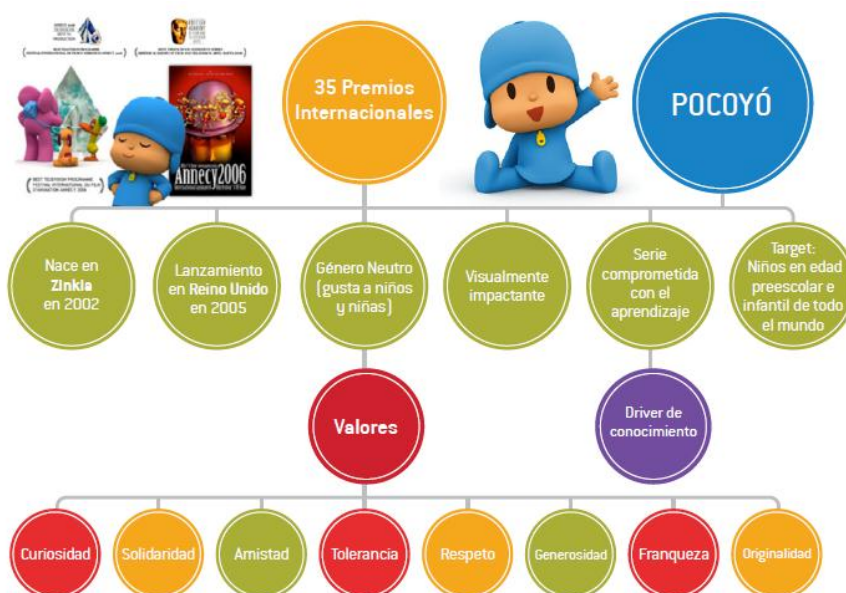 35 Premios
Internacionales
POCOYÓ
Annecy2006
Nace en
Zinkia
en 2002
Lanzamiento
en Reino Unido
en 2005
Género Neutro
(gusta a niños
y niñas)
Visualmente
impactante
Serie
comprometida
con el
aprendizaje
Target:
Niños en edad
preescolar e
infantil de todo
el mundo
Valores
Driver de
conocimiento
Curiosidad
Solidaridad
Amistad
Tolerancia
Respeto
Generosidad
Franqueza
Originalidad